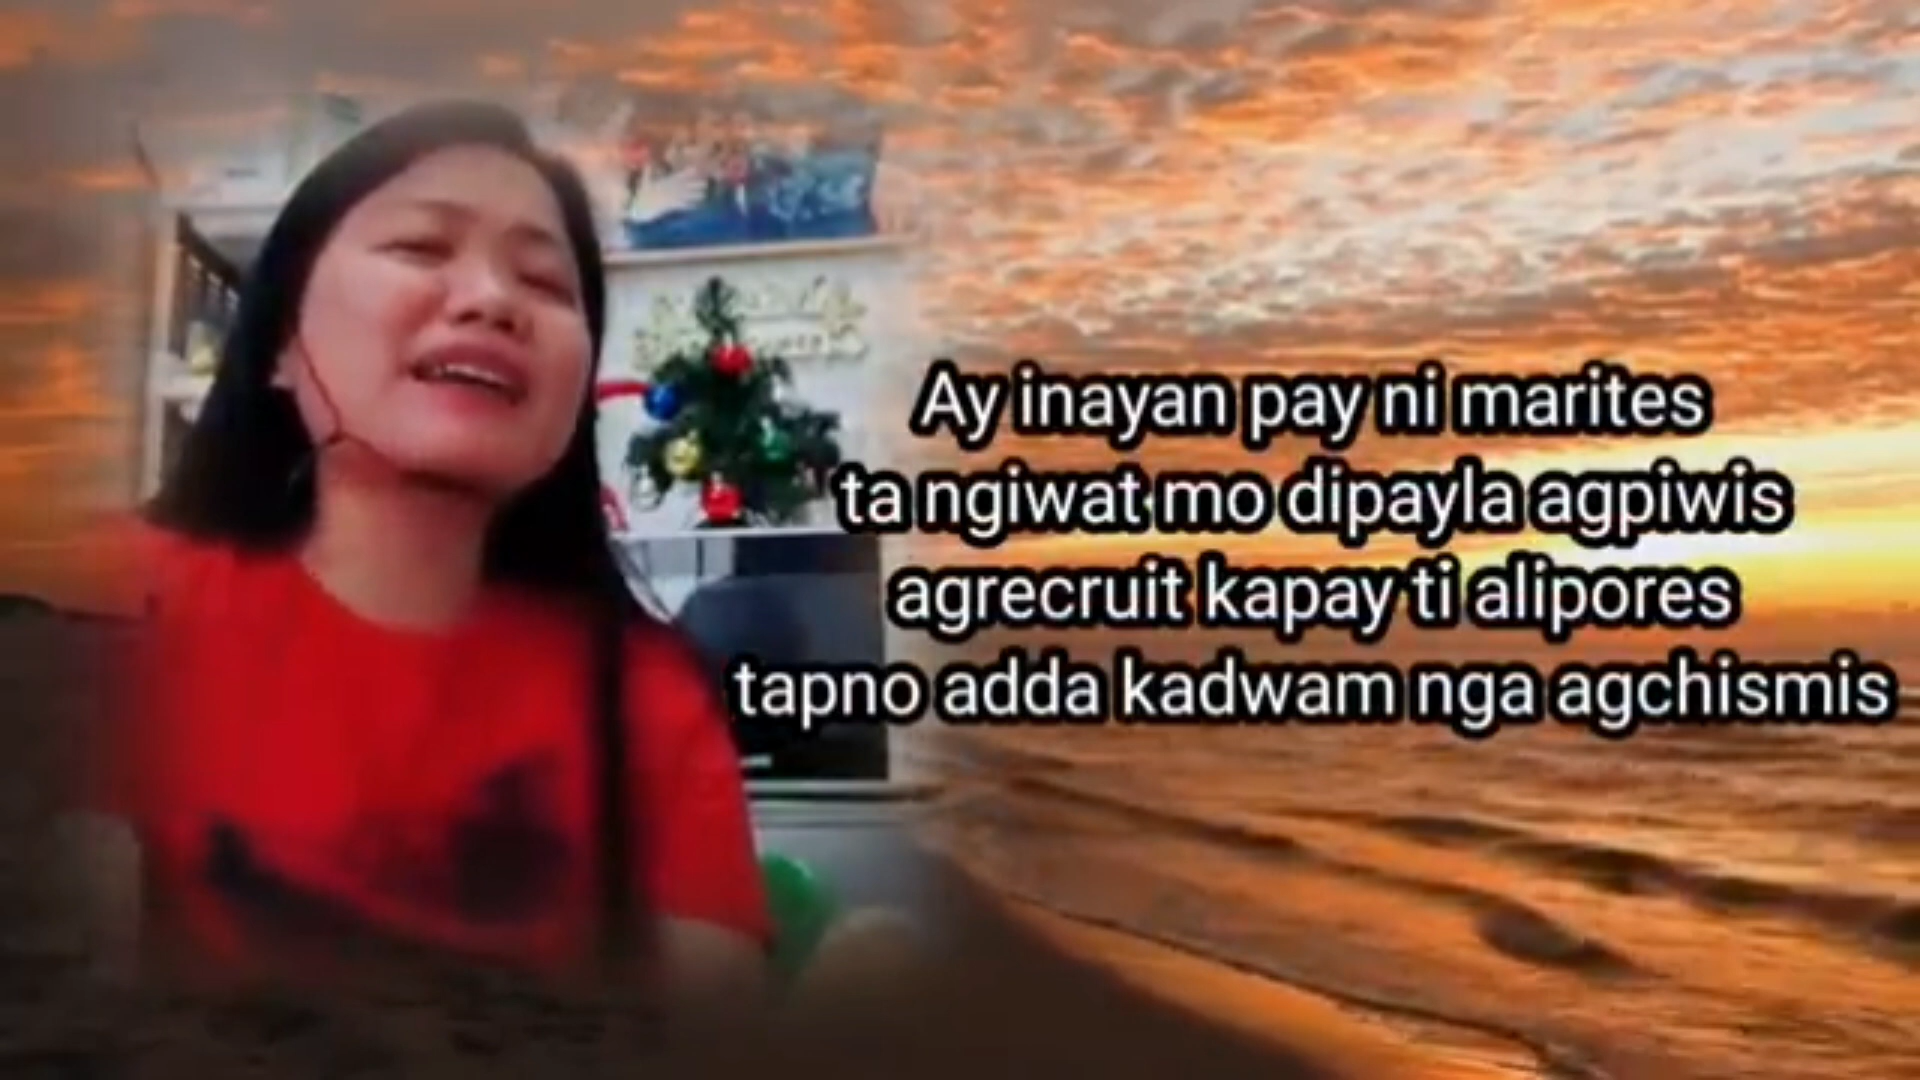 Ay inayan pay ni marites
ta ngiwat mo dipayla agpiwis
agrecruit kapay ti alipores
tapno adda kadwam nga agchismis